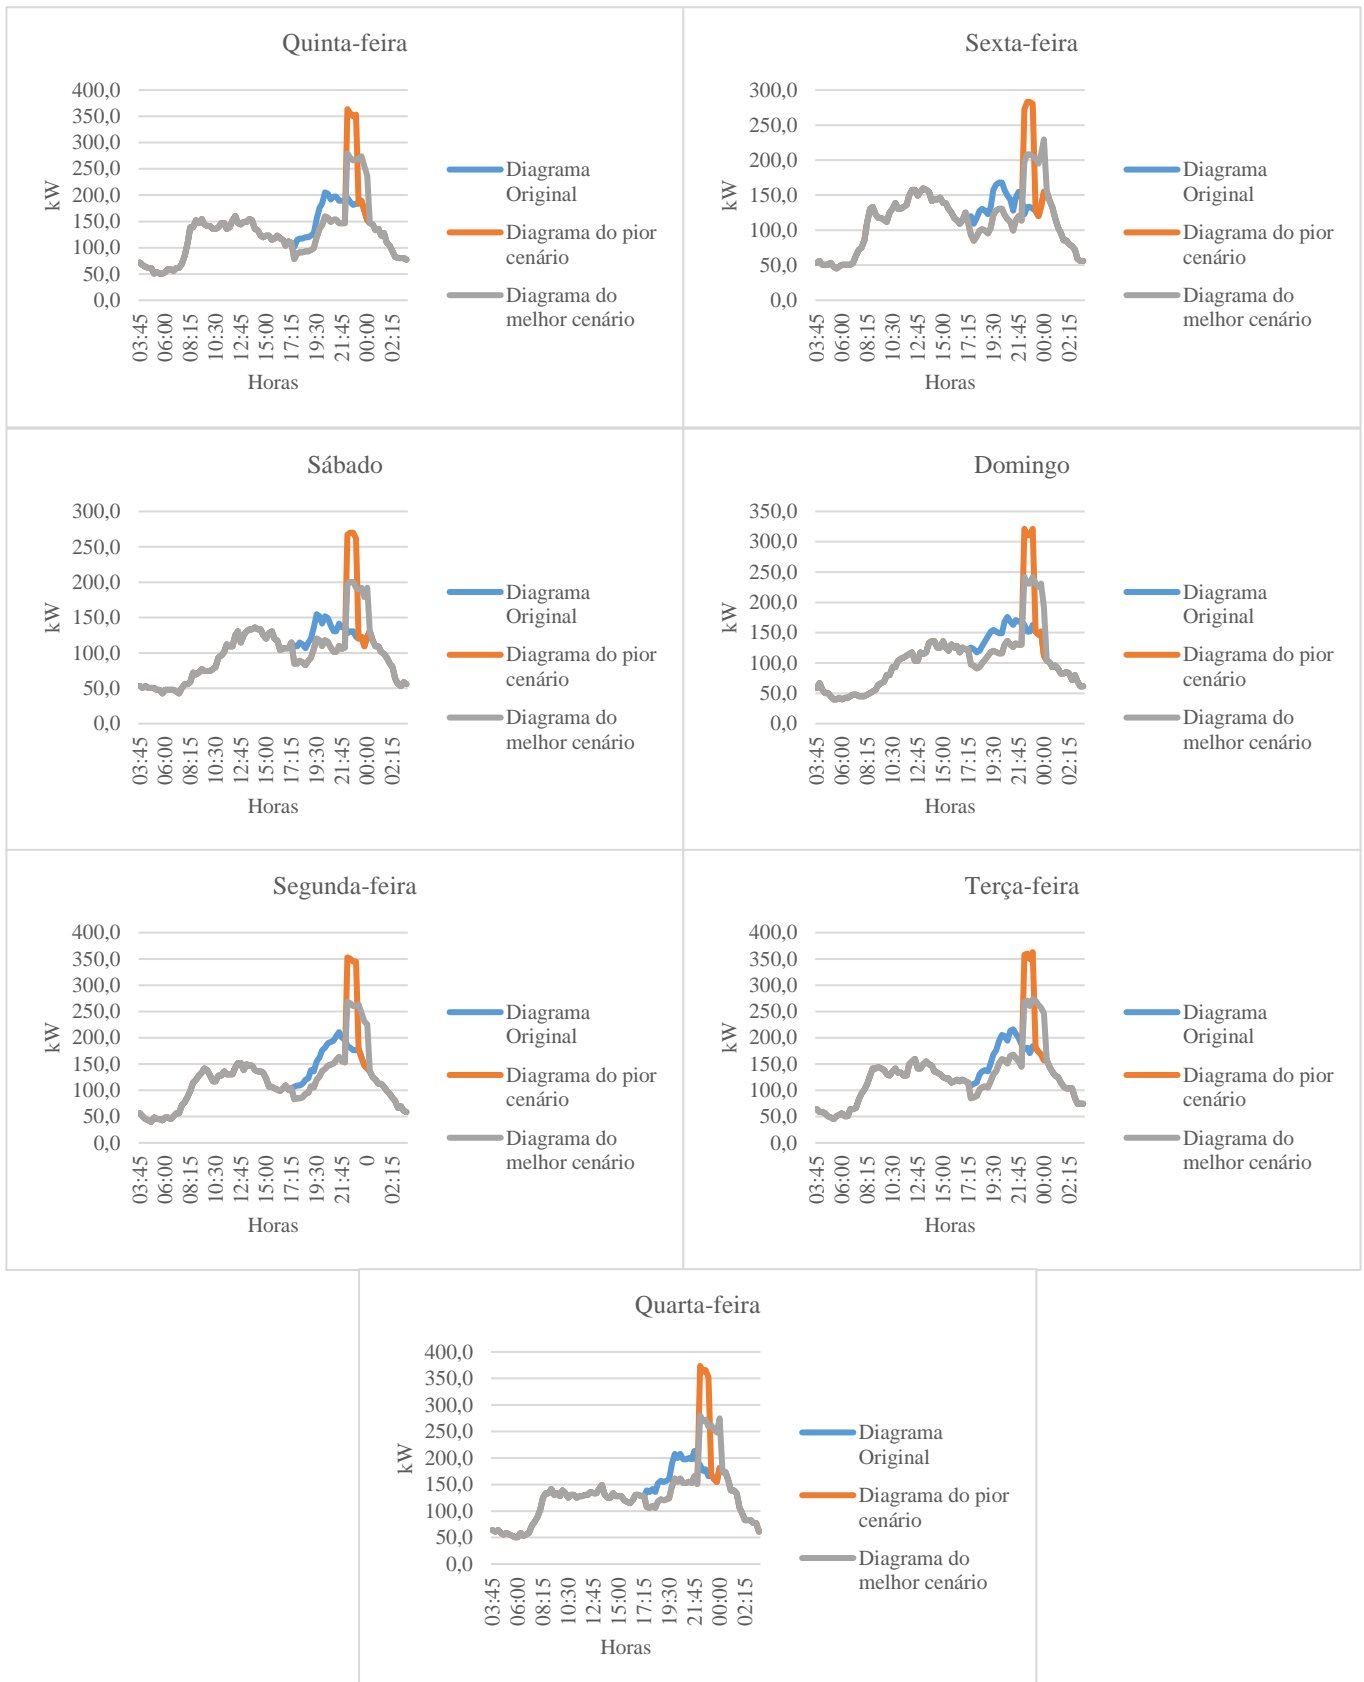 Quinta-feira
400,0
350,0
300,0
250,0
200,0
150,0
100,0
50,0
0,0
kW
03:45
06:00
08:15
10:30
12:45
15:00
17:15
19:30
21:45
00:00
02:15
Horas
Diagrama
Original
Diagrama do pior
cenário
Diagrama do
melhor cenário
Sexta-feira
300,0
250,0
200,0
150,0
100,0
50,0
0,0
kW
03:45
06:00
08:15
10:30
12:45
15:00
17:15
19:30
21:45
00:00
02:15
Horas
Diagrama
Original
Diagrama do pior
cenário
Diagrama do
melhor cenário
Sábado
300,0
250,0
200,0
150,0
100,0
50,0
0,0
kW
03:45
06:00
08:15
10:30
12:45
15:00
17:15
19:30
21:45
00:00
02:15
Horas
Diagrama
Original
Diagrama do pior
cenário
Diagrama do
melhor cenário
Domingo
350,0
300,0
250,0
200,0
150,0
100,0
50,0
0,0
kW
03:45
06:00
08:15
10:30
12:45
15:00
17:15
19:30
21:45
00:00
02:15
Horas
Diagrama
Original
Diagrama do pior
cenário
Diagrama do
melhor cenário
Segunda-feira
400,0
350,0
300,0
250,0
200,0
150,0
100,0
50,0
0,0
kW
03:45
06:00
08:15
10:30
12:45
15:00
17:15
19:30
21:45
0
02:15
Horas
Diagrama
Original
Diagrama do pior
cenário
Diagrama do
melhor cenário
Terça-feira
400,0
350,0
300,0
250,0
200,0
150,0
100,0
50,0
0,0
kW
03:45
06:00
08:15
10:30
12:45
15:00
17:15
19:30
21:45
00:00
02:15
Horas
Diagrama
Original
Diagrama do pior
cenário
Diagrama do
melhor cenário
Quarta-feira
400,0
350,0
300,0
250,0
200,0
150,0
100,0
50,0
0,0
kW
03:45
06:00
08:15
10:30
12:45
15:00
17:15
19:30
21:45
00:00
02:15
Horas
Diagrama
Original
Diagrama do pior
cenário
Diagrama do
melhor cenário